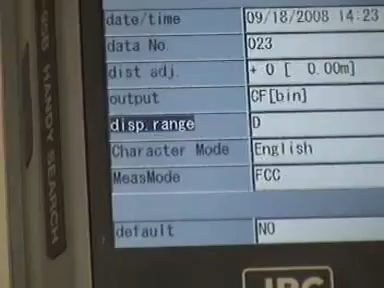 date/time 09/18/2008 14:23
data No. 023
dist adj. + 0 [ 0.00m]
output CF[bin]
disp.range D
Character Mode English
MeasMode FCC
default NO
HANDY SEARCH
JRC